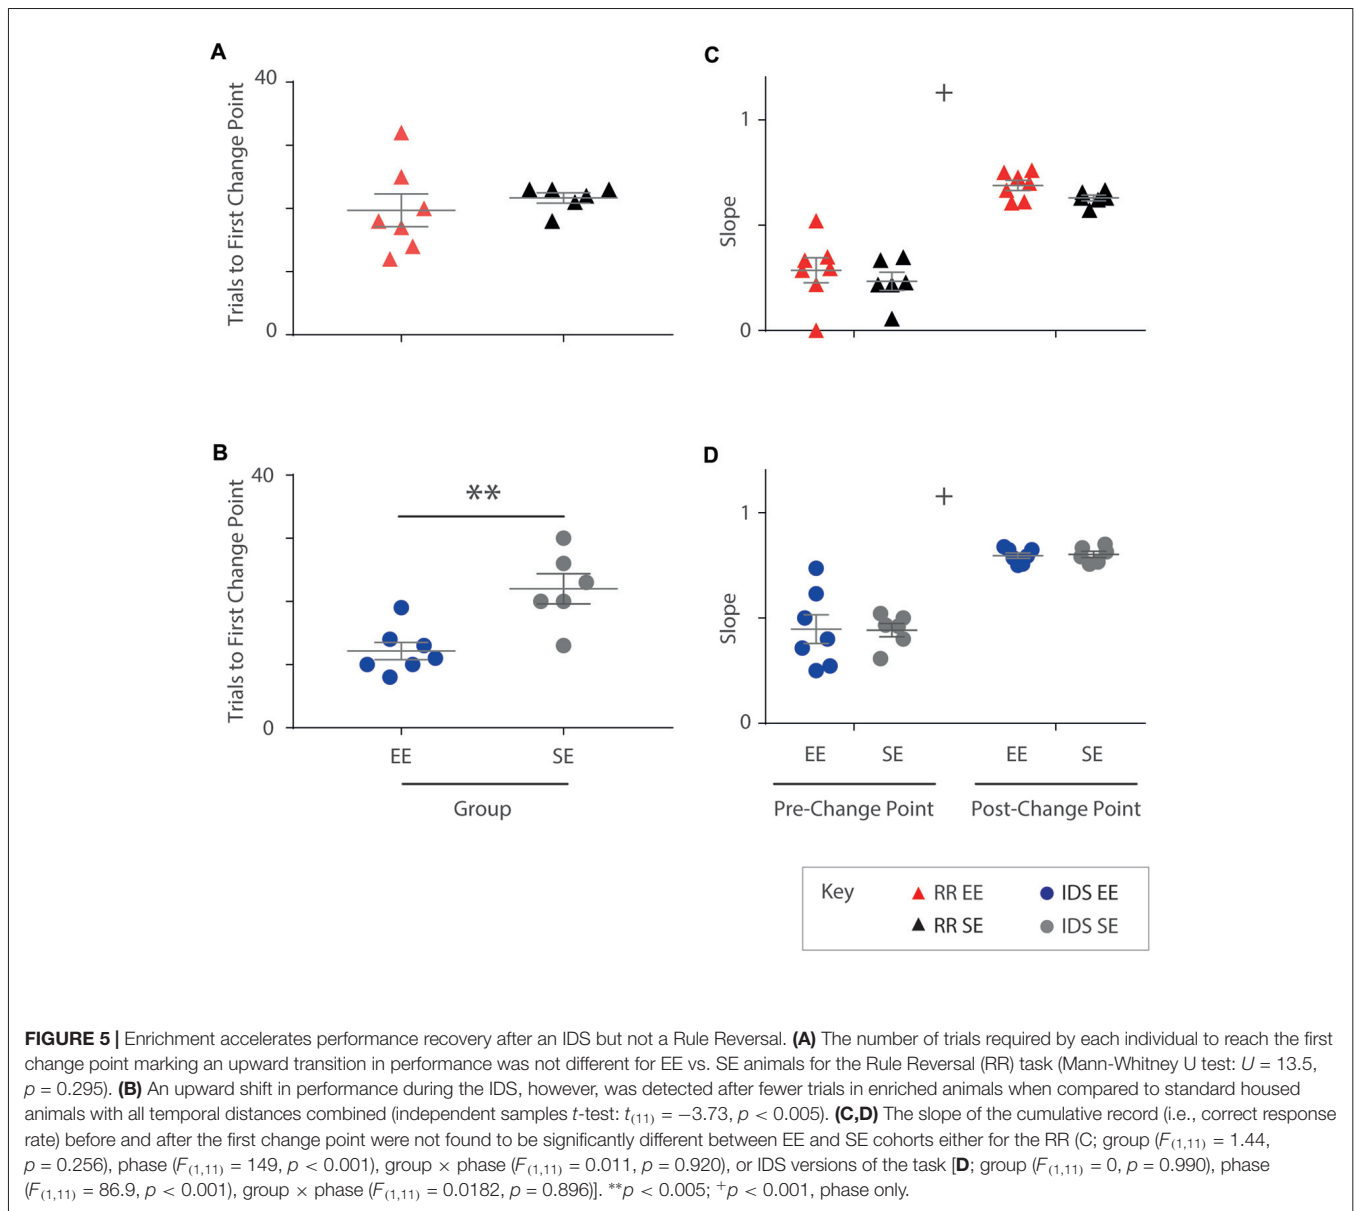 A
40
Trials to First Change Point
0
C
+
1
Slope
0
B
40
**
Trials to First Change Point
0
EE SE
Group
D
+
1
Slope
0
EE SE EE SE
Pre-Change Point Post-Change Point
Key RR EE IDS EE
RR SE IDS SE
FIGURE 5 | Enrichment accelerates performance recovery after an IDS but not a Rule Reversal. (A) The number of trials required by each individual to reach the first
change point marking an upward transition in performance was not different for EE vs. SE animals for the Rule Reversal (RR) task (Mann-Whitney U test: U = 13.5,
p = 0.295). (B) An upward shift in performance during the IDS, however, was detected after fewer trials in enriched animals when compared to standard housed
animals with all temporal distances combined (independent samples t-test: t(11) = −3.73, p < 0.005). (C,D) The slope of the cumulative record (i.e., correct response
rate) before and after the first change point were not found to be significantly different between EE and SE cohorts either for the RR (C; group (F(1,11) = 1.44,
p = 0.256), phase (F(1,11) = 149, p < 0.001), group × phase (F(1,11) = 0.011, p = 0.920), or IDS versions of the task [D; group (F(1,11) = 0, p = 0.990), phase
(F(1,11) = 86.9, p < 0.001), group × phase (F(1,11) = 0.0182, p = 0.896)]. **p < 0.005; +p < 0.001, phase only.